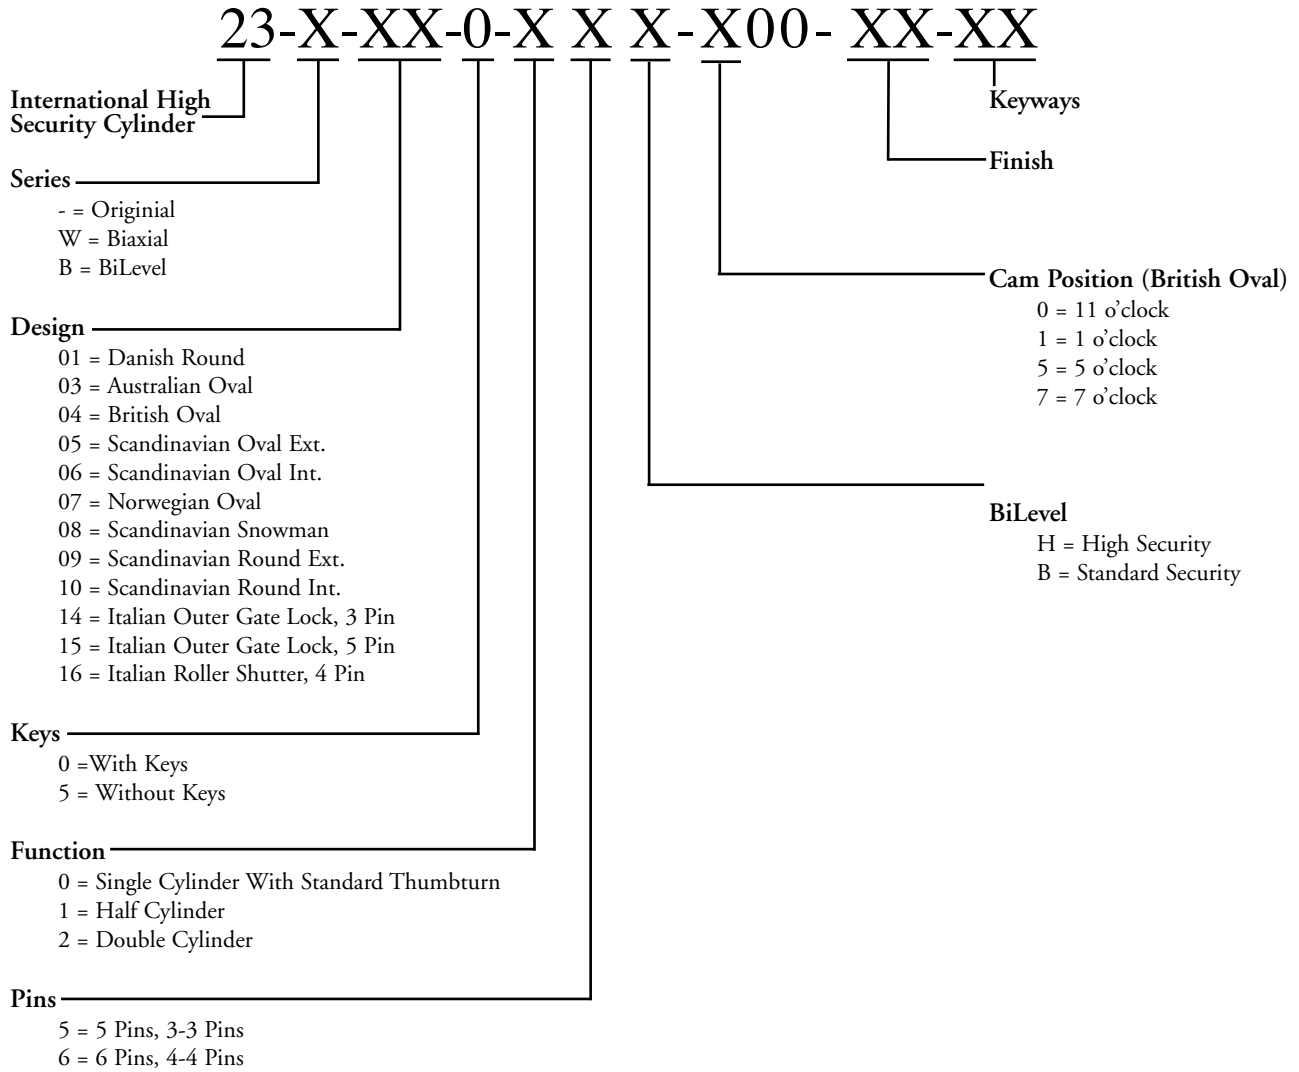 23-X-XX-0-X X X-X00- XX-XX
International High
Security Cylinder
Series
- = Originial
W = Biaxial
B = BiLevel
Design
01 = Danish Round
03 = Australian Oval
04 = British Oval
05 = Scandinavian Oval Ext.
06 = Scandinavian Oval Int.
07 = Norwegian Oval
08 = Scandinavian Snowman
09 = Scandinavian Round Ext.
10 = Scandinavian Round Int.
14 = Italian Outer Gate Lock, 3 Pin
15 = Italian Outer Gate Lock, 5 Pin
16 = Italian Roller Shutter, 4 Pin
Keys
0 =With Keys
5 = Without Keys
Function
0 = Single Cylinder With Standard Thumbturn
1 = Half Cylinder
2 = Double Cylinder
Pins
5 = 5 Pins, 3-3 Pins
6 = 6 Pins, 4-4 Pins
Keyways
Finish
Cam Position (British Oval)
0 = 11 o’clock
1 = 1 o’clock
5 = 5 o’clock
7 = 7 o’clock
BiLevel
H = High Security
B = Standard Security